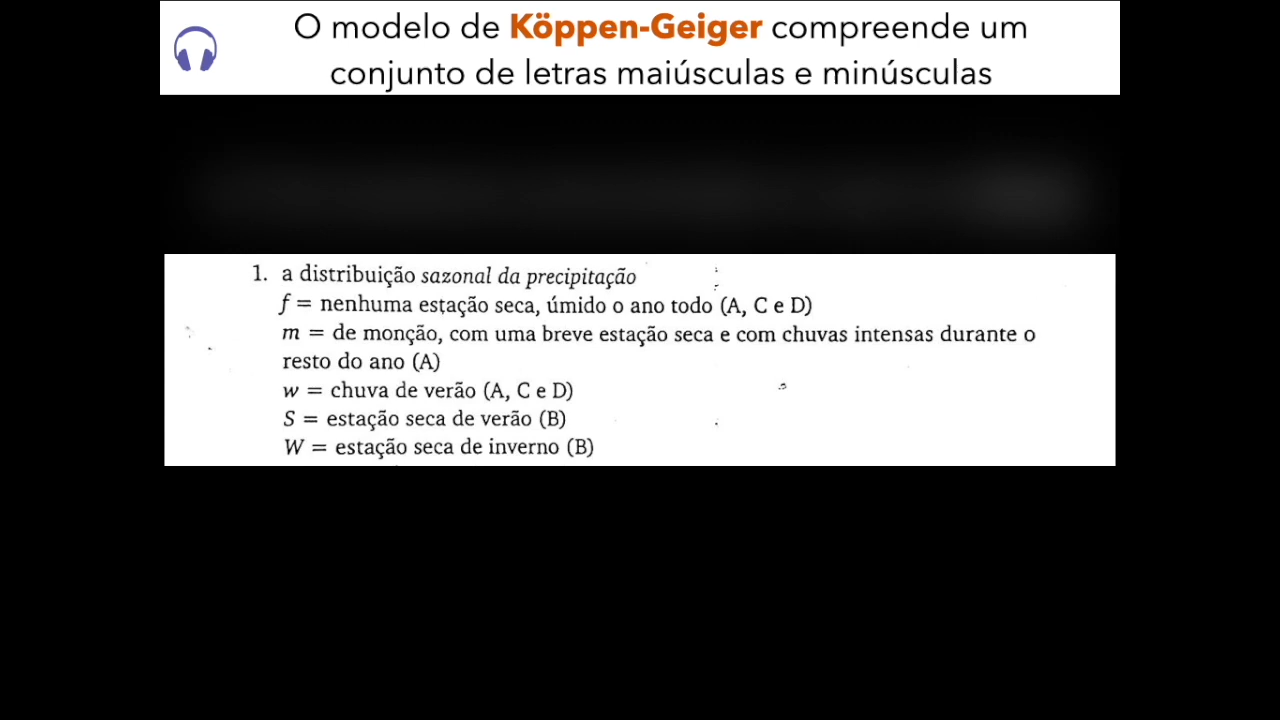 O modelo de Köppen-Geiger compreende um
conjunto de letras maiúsculas e minúsculas
1. a distribuição sazonal da precipitação
f = nenhuma estação seca, úmido o ano todo (A, C e D)
m = de monção, com uma breve estação seca e com chuvas intensas durante o
resto do ano (A)
w = chuva de verão (A, C e D)
S = estação seca de verão (B)
W = estação seca de inverno (B)